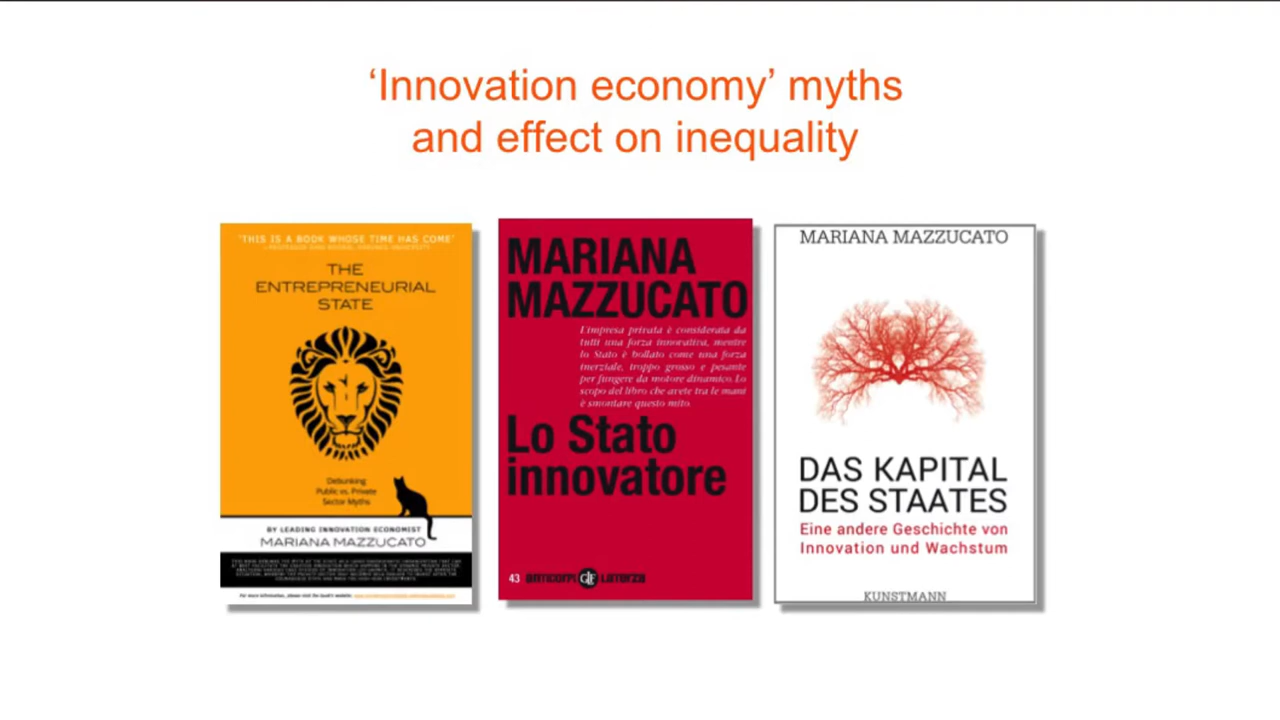 ‘Innovation economy’ myths
and effect on inequality
"THIS IS A BOOK WHOSE TIME HAS COME"
THE
ENTREPRENEURIAL
STATE
Debunking
Public vs. Private
Sector Myths
BY LEADING INNOVATION ECONOMIST
MARIANA MAZZUCATO
MARIANA
MAZZUCATO
L'impresa privata è considerata da
tutti una forza innovativa, mentre
lo Stato è bollato come una forza
inerziale, troppo grosso e pesante
per fungere da motore dinamico. Lo
scopo del libro che avete tra le mani
è smontare questo mito.
Lo Stato
innovatore
43 anticorpi GLF Laterza
MARIANA MAZZUCATO
DAS KAPITAL
DES STAATES
Eine andere Geschichte von
Innovation und Wachstum
KUNSTMANN